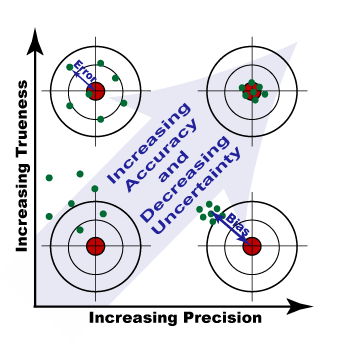 Error
Increasing
Accuracy
and
Decreasing
Uncertainty
Bias
Increasing Trueness
Increasing Precision